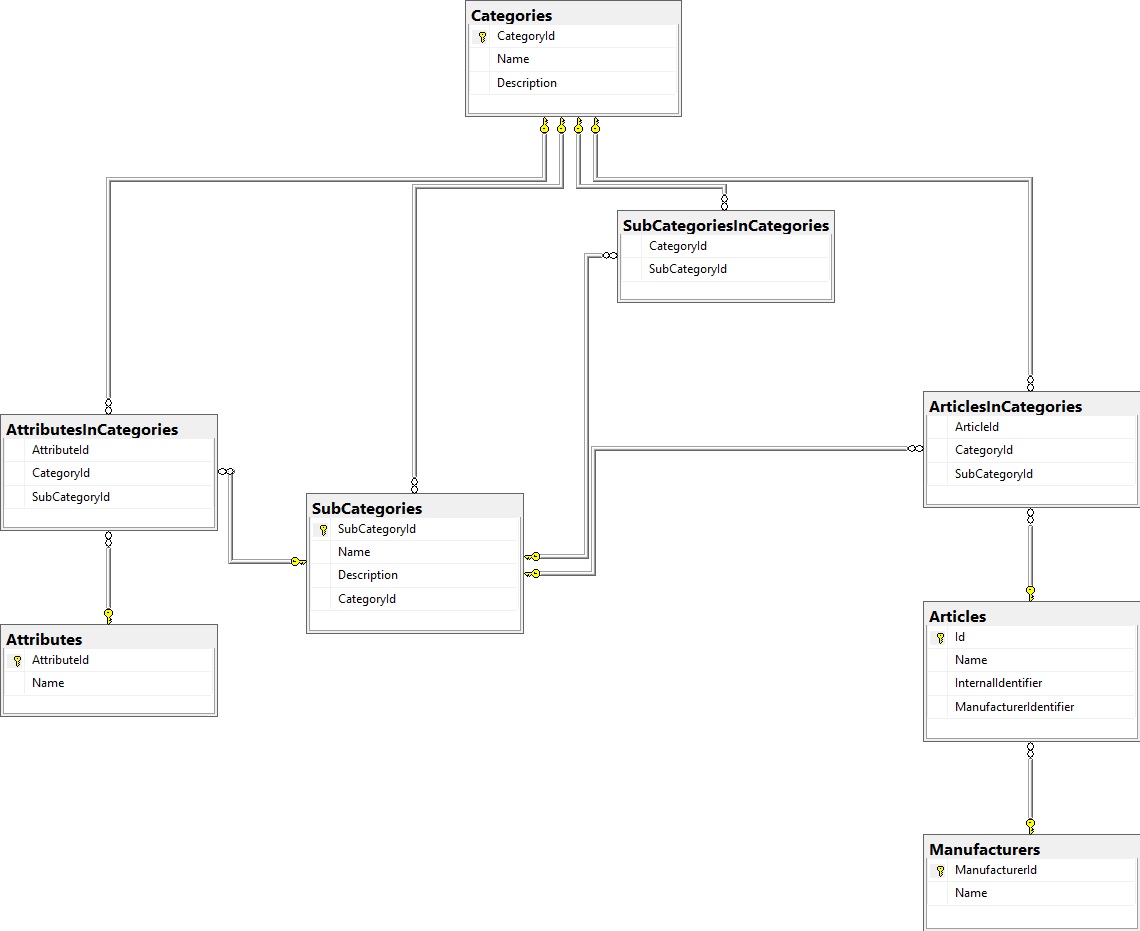 Categories
CategoryId
Name
Description
SubCategoriesInCategories
CategoryId
SubCategoryId
ArticlesInCategories
ArticleId
CategoryId
SubCategoryId
AttributesInCategories
AttributeId
CategoryId
SubCategoryId
SubCategories
SubCategoryId
Name
Description
CategoryId
Attributes
AttributeId
Name
Articles
Id
Name
InternalIdentifier
ManufacturerIdentifier
Manufacturers
ManufacturerId
Name